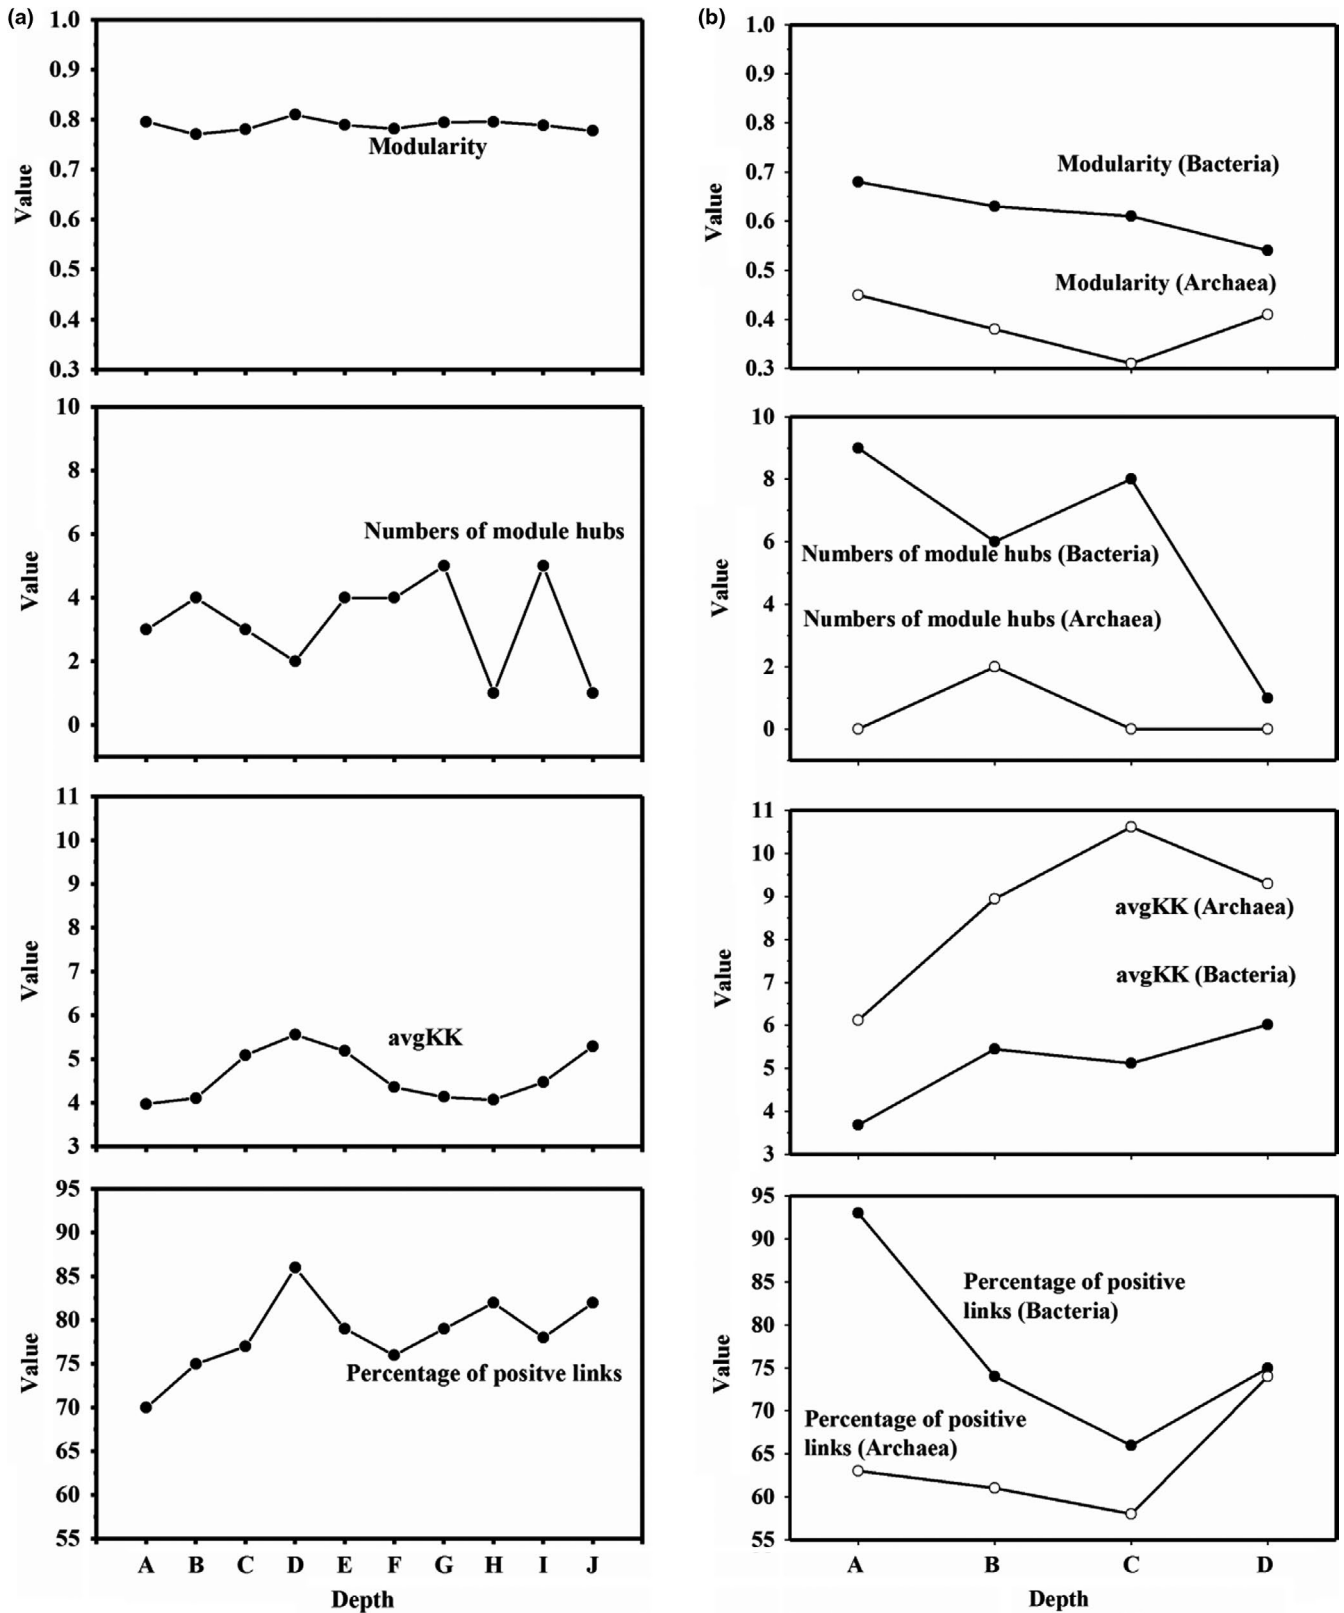 (a)
1.0
0.9
0.8
0.7
0.6
0.5
0.4
0.3
Value
Modularity
10
8
6
4
2
0
Value
Numbers of module hubs
11
10
9
8
7
6
5
4
3
Value
avgKK
95
90
85
80
75
70
65
60
55
Value
Percentage of positve links
A B C D E F G H I J
Depth
(b)
1.0
0.9
0.8
0.7
0.6
0.5
0.4
0.3
Value
Modularity (Bacteria)
Modularity (Archaea)
10
8
6
4
2
0
Value
Numbers of module hubs (Bacteria)
Numbers of module hubs (Archaea)
11
10
9
8
7
6
5
4
3
Value
avgKK (Archaea)
avgKK (Bacteria)
95
90
85
80
75
70
65
60
55
Value
Percentage of positive
links (Bacteria)
Percentage of positive
links (Archaea)
A B C D
Depth